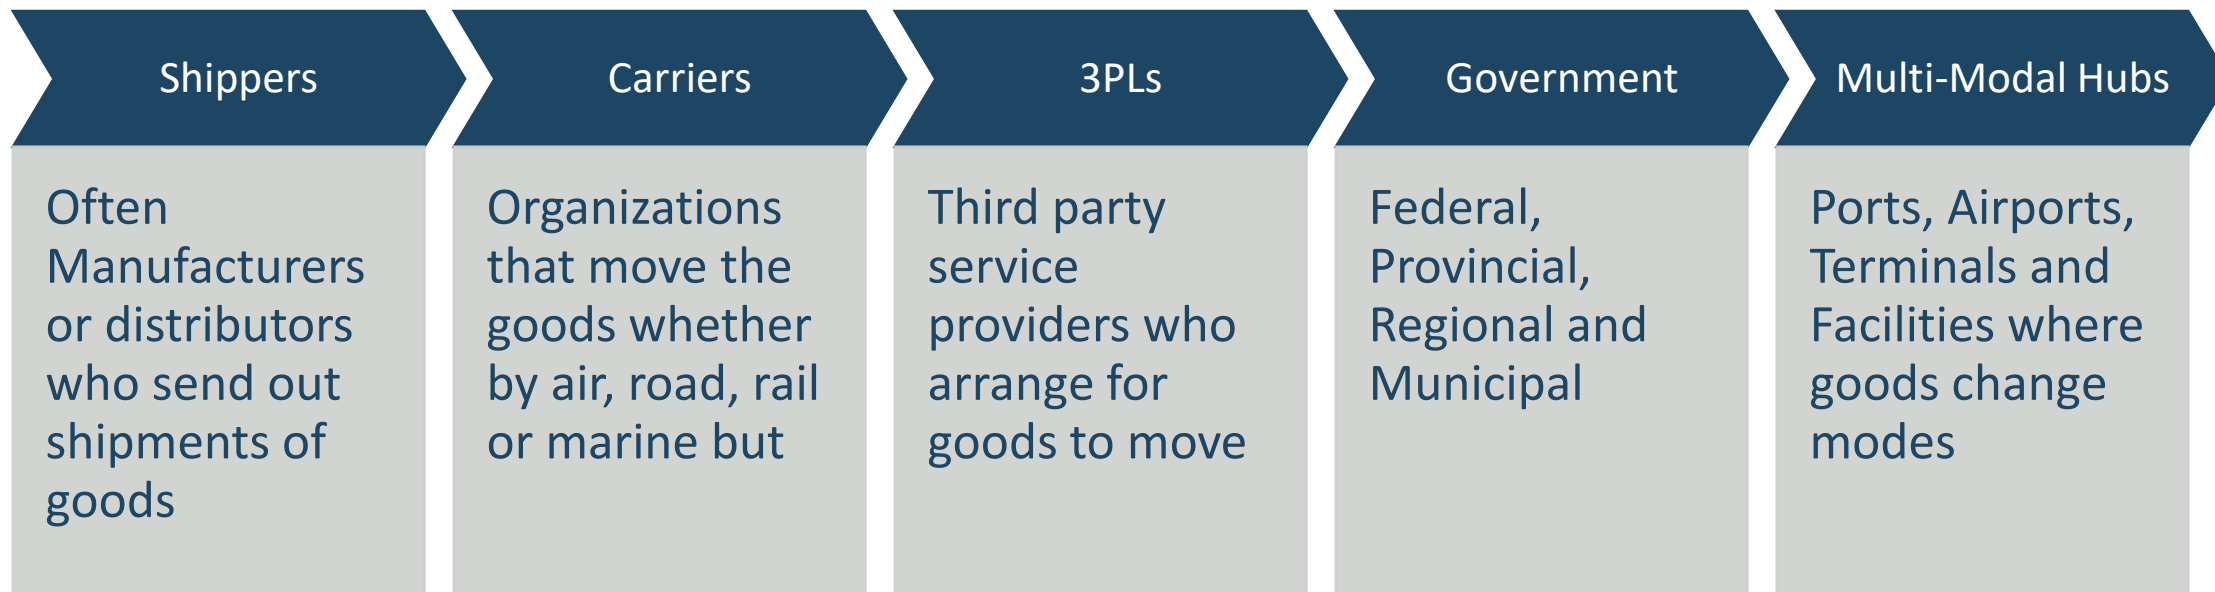 Shippers
Often
Manufacturers
or distributors
who send out
shipments of
goods
Carriers
Organizations
that move the
goods whether
by air, road, rail
or marine but
3PLs
Third party
service
providers who
arrange for
goods to move
Government
Federal,
Provincial,
Regional and
Municipal
Multi-Modal Hubs
Ports, Airports,
Terminals and
Facilities where
goods change
modes